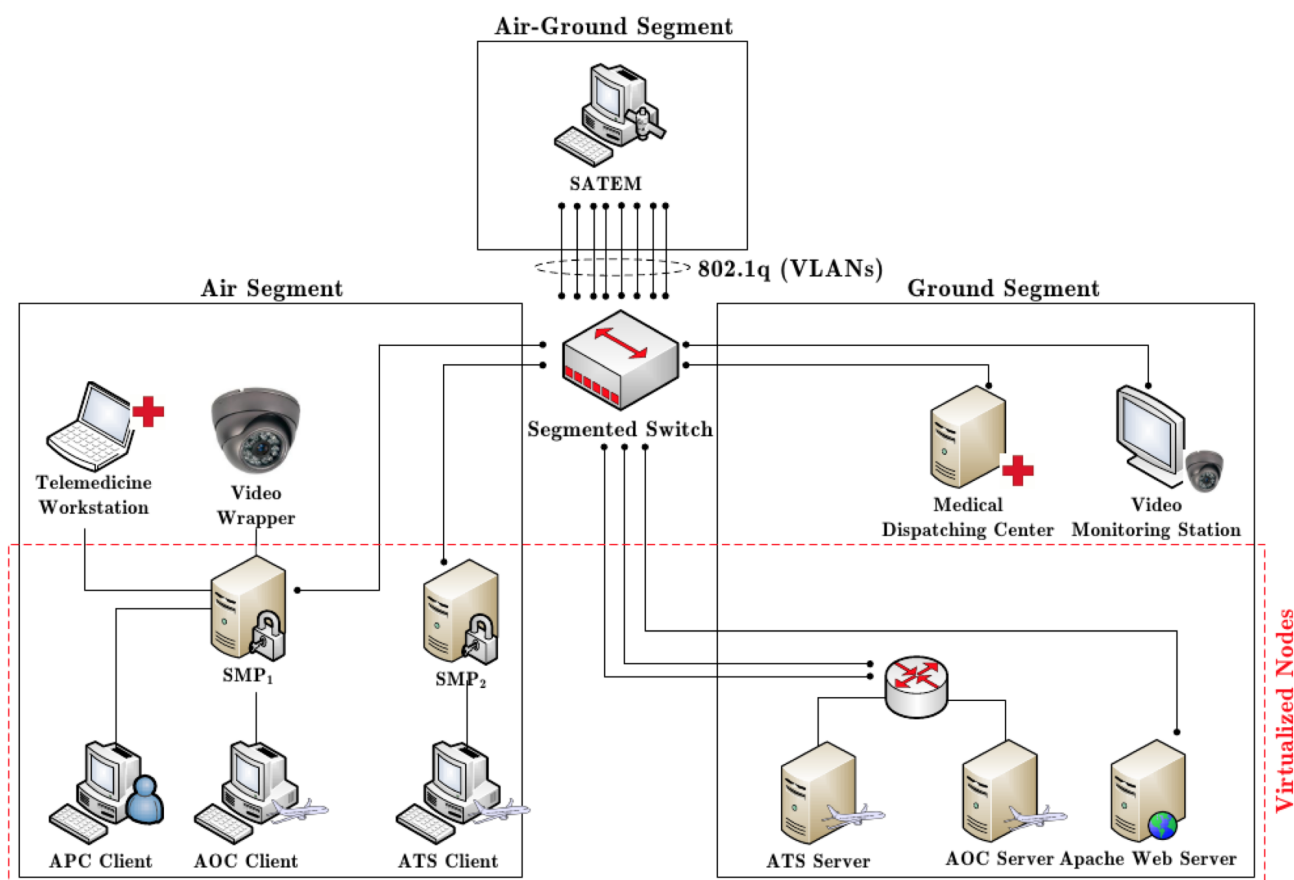 Air-Ground Segment
SATEM
802.1q (VLANs)
Air Segment
Ground Segment
Segmented Switch
Telemedicine
Workstation
Video
Wrapper
Medical
Dispatching Center
Video
Monitoring Station
SMP₁
SMP₂
Virtualized Nodes
APC Client
AOC Client
ATS Client
ATS Server
AOC Server
Apache Web Server